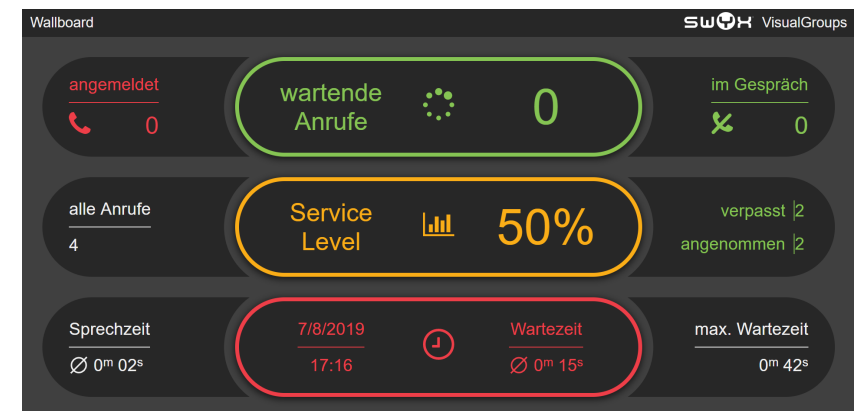 Wallboard
swyx VisualGroups
angemeldet
0
wartende
Anrufe
0
im Gespräch
0
alle Anrufe
4
Service
Level
50%
verpasst |2
angenommen |2
Sprechzeit
Ø 0m 02s
7/8/2019
17:16
Wartezeit
Ø 0m 15s
max. Wartezeit
0m 42s